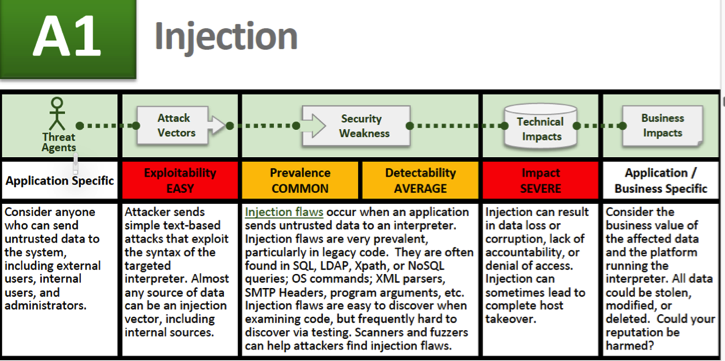 A1
Injection
Threat
Agents
Attack
Vectors
Security
Weakness
Technical
Impacts
Business
Impacts
Application Specific
Exploitability
EASY
Prevalence
COMMON
Detectability
AVERAGE
Impact
SEVERE
Application /
Business Specific
Consider anyone
who can send
untrusted data to
the system,
including external
users, internal
users, and
administrators.
Attacker sends
simple text-based
attacks that exploit
the syntax of the
targeted
interpreter. Almost
any source of data
can be an injection
vector, including
internal sources.
Injection flaws occur when an application
sends untrusted data to an interpreter.
Injection flaws are very prevalent,
particularly in legacy code. They are often
found in SQL, LDAP, Xpath, or NoSQL
queries; OS commands; XML parsers,
SMTP Headers, program arguments, etc.
Injection flaws are easy to discover when
examining code, but frequently hard to
discover via testing. Scanners and fuzzers
can help attackers find injection flaws.
Injection can result
in data loss or
corruption, lack of
accountability, or
denial of access.
Injection can
sometimes lead to
complete host
takeover.
Consider the
business value of
the affected data
and the platform
running the
interpreter. All data
could be stolen,
modified, or
deleted. Could your
reputation be
harmed?